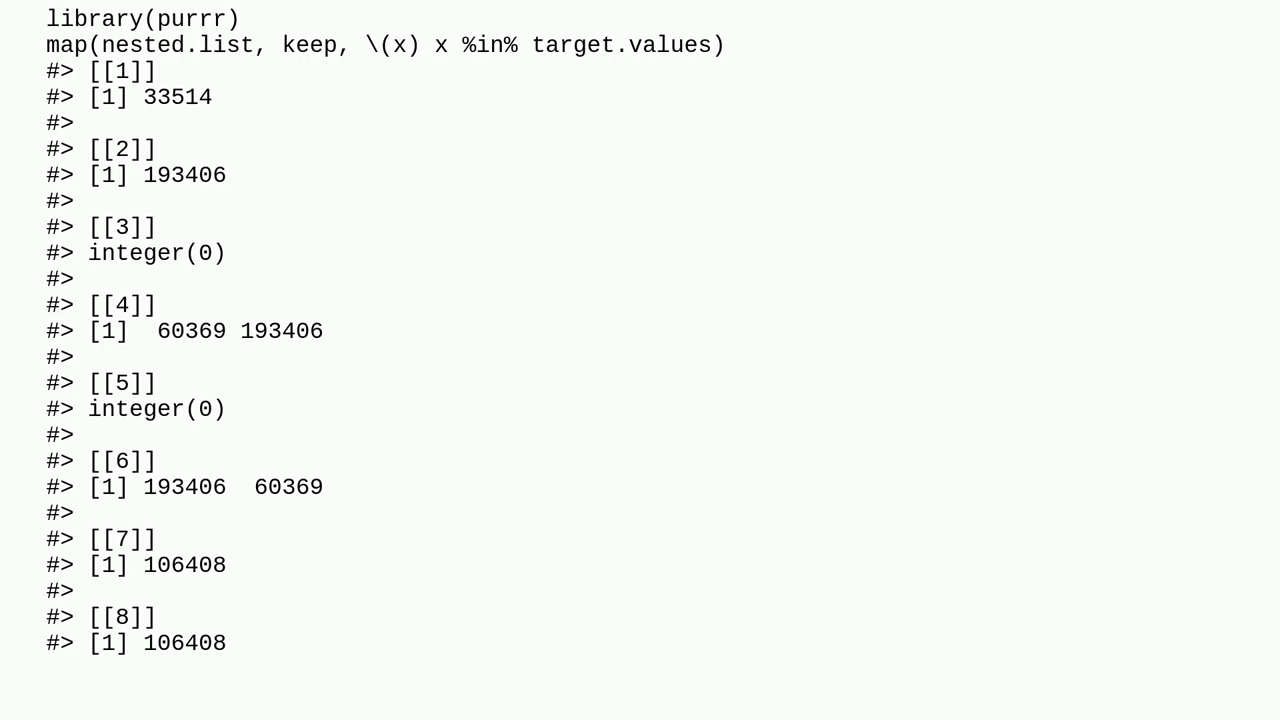 library(purrr)
map(nested.list, keep, \(x) x %in% target.values)
#> [[1]]
#> [1] 33514
#>
#> [[2]]
#> [1] 193406
#>
#> [[3]]
#> integer(0)
#>
#> [[4]]
#> [1]  60369 193406
#>
#> [[5]]
#> integer(0)
#>
#> [[6]]
#> [1] 193406  60369
#>
#> [[7]]
#> [1] 106408
#>
#> [[8]]
#> [1] 106408